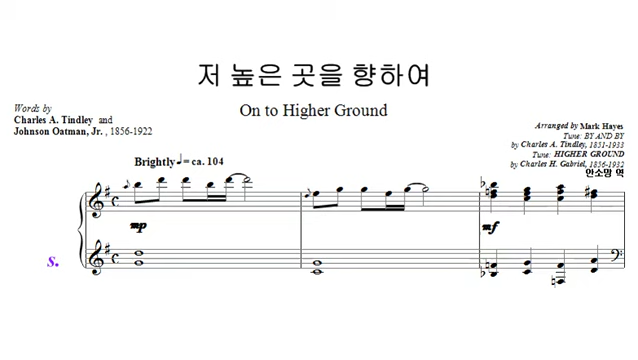 저 높은 곳을 향하여
On to Higher Ground
Words by
Charles A. Tindley and
Johnson Oatman, Jr. , 1856-1922
Arranged by Mark Hayes
Tune: BY AND BY
by Charles A. Tindley, 1851-1933
Tune: HIGHER GROUND
by Charles H. Gabriel, 1856-1932
안소망 역
Brightly ♩= ca. 104
mp
mf
S.